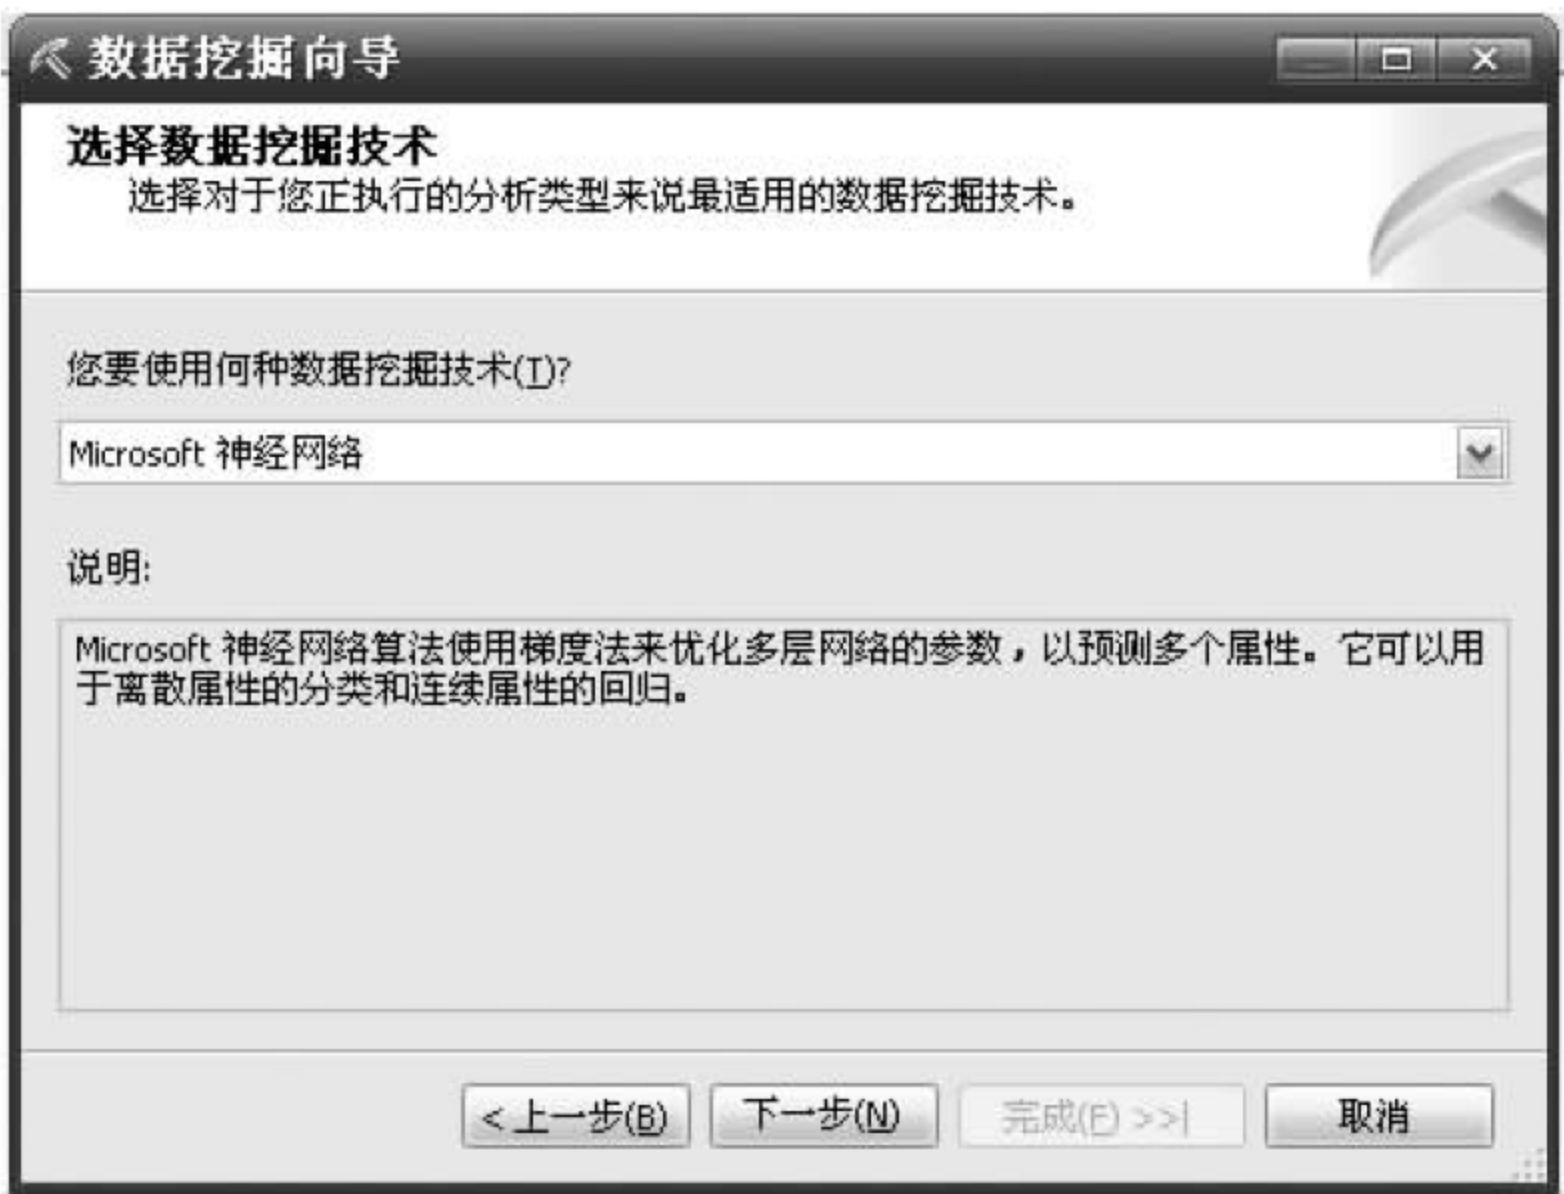 数据挖掘向导
选择数据挖掘技术
选择对于您正执行的分析类型来说最适用的数据挖掘技术。
您要使用何种数据挖掘技术(T)?
Microsoft 神经网络
说明:
Microsoft 神经网络算法使用梯度法来优化多层网络的参数，以预测多个属性。它可以用
于离散属性的分类和连续属性的回归。
<上一步(B)
下一步(N)
完成(F) >>|
取消